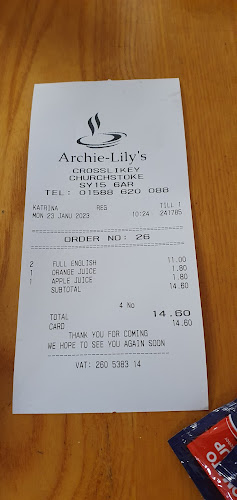 Archie-Lily's
CROSSLIKEY
CHURCHSTOKE
SY15 6AR
TEL: 01588 620 088
KATRINA REG TILL 1
MON 23 JANU 2023 10:24 241785
ORDER NO: 26
2 FULL ENGLISH 11.00
1 ORANGE JUICE 1.80
1 APPLE JUICE 1.80
SUBTOTAL 14.60
4 No
TOTAL 14.60
CARD 14.60
THANK YOU FOR COMING
WE HOPE TO SEE YOU AGAIN SOON
VAT: 260 5383 14